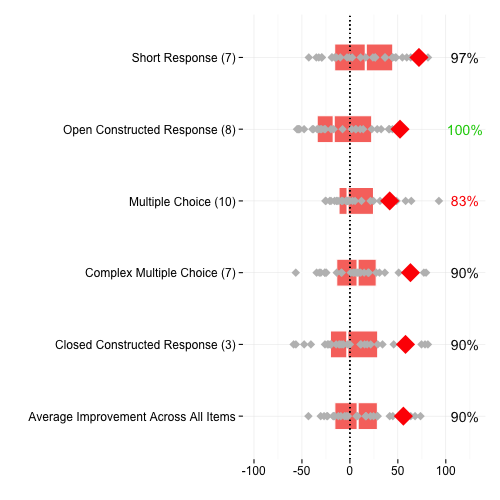 Short Response (7) 97%
Open Constructed Response (8) 100%
Multiple Choice (10) 83%
Complex Multiple Choice (7) 90%
Closed Constructed Response (3) 90%
Average Improvement Across All Items 90%
-100 -50 0 50 100